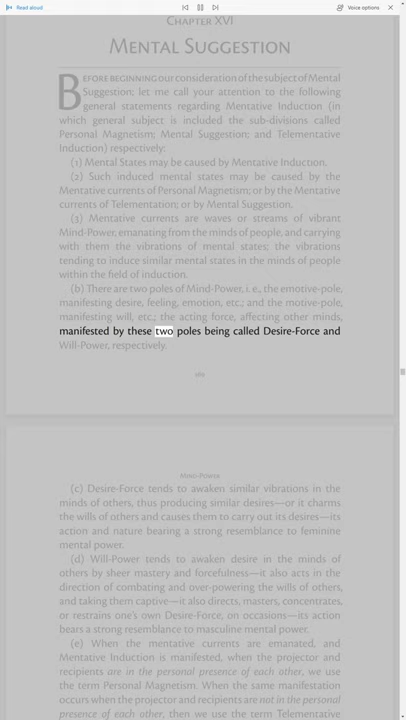 Read aloud
Voice options
CHAPTER XVI
MENTAL SUGGESTION
BEFORE BEGINNING our consideration of the subject of Mental
Suggestion; let me call your attention to the following
general statements regarding Mentative Induction (in
which general subject is included the sub-divisions called
Personal Magnetism; Mental Suggestion; and Telementative
Induction) respectively:
(1) Mental States may be caused by Mentative Induction.
(2) Such induced mental states may be caused by the
Mentative currents of Personal Magnetism; or by the Mentative
currents of Telementation; or by Mental Suggestion.
(3) Mentative currents are waves or streams of vibrant
Mind-Power, emanating from the minds of people, and carrying
with them the vibrations of mental states; the vibrations
tending to induce similar mental states in the minds of people
within the field of induction.
(b) There are two poles of Mind-Power, i. e., the emotive-pole,
manifesting desire, feeling, emotion, etc.; and the motive-pole,
manifesting will, etc.; the acting force, affecting other minds,
manifested by these two poles being called Desire-Force and
Will-Power, respectively.
MIND-POWER
(c) Desire-Force tends to awaken similar vibrations in the
minds of others, thus producing similar desires—or it charms
the wills of others and causes them to carry out its desires—its
action and nature bearing a strong resemblance to feminine
mental power.
(d) Will-Power tends to awaken desire in the minds of
others by sheer mastery and forcefulness—it also acts in the
direction of combating and over-powering the wills of others,
and taking them captive—it also directs, masters, concentrates,
or restrains one's own Desire-Force, on occasions—its action
bears a strong resemblance to masculine mental power.
(e) When the mentative currents are emanated, and
Mentative Induction is manifested, when the projector and
recipients are in the personal presence of each other, we use
the term Personal Magnetism. When the same manifestation
occurs when the projector and recipients are not in the personal
presence of each other, then we use the term Telementative